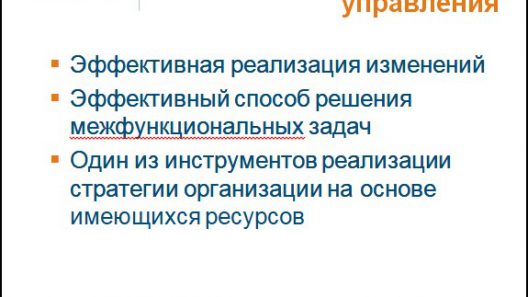 управления
Эффективная реализация изменений
Эффективный способ решения
межфункциональных задач
Один из инструментов реализации
стратегии организации на основе
имеющихся ресурсов